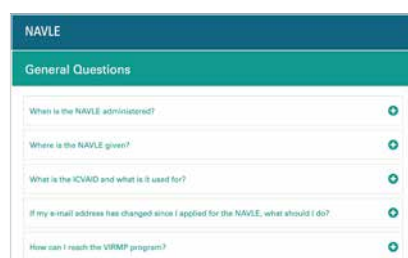 NAVLE
General Questions
When is the NAVLE administered?
Where is the NAVLE given?
What is the ICVAID and what is it used for?
If my e-mail address has changed since I applied for the NAVLE, what should I do?
How can I reach the VIRMP program?